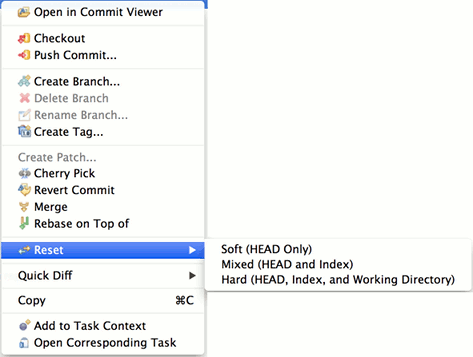 Open in Commit Viewer
Checkout
Push Commit...
Create Branch...
Delete Branch
Rename Branch...
Create Tag...
Create Patch...
Cherry Pick
Revert Commit
Merge
Rebase on Top of
Reset
Soft (HEAD Only)
Mixed (HEAD and Index)
Hard (HEAD, Index, and Working Directory)
Quick Diff
Copy ⌘C
Add to Task Context
Open Corresponding Task